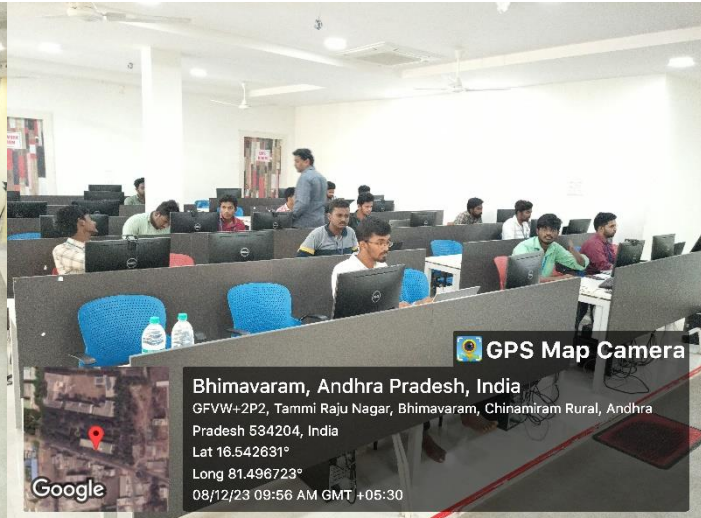 GPS Map Camera
Bhimavaram, Andhra Pradesh, India
GFVW+2P2, Tammi Raju Nagar, Bhimavaram, Chinamiram Rural, Andhra
Pradesh 534204, India
Lat 16.542631°
Long 81.496723°
08/12/23 09:56 AM GMT +05:30
Google